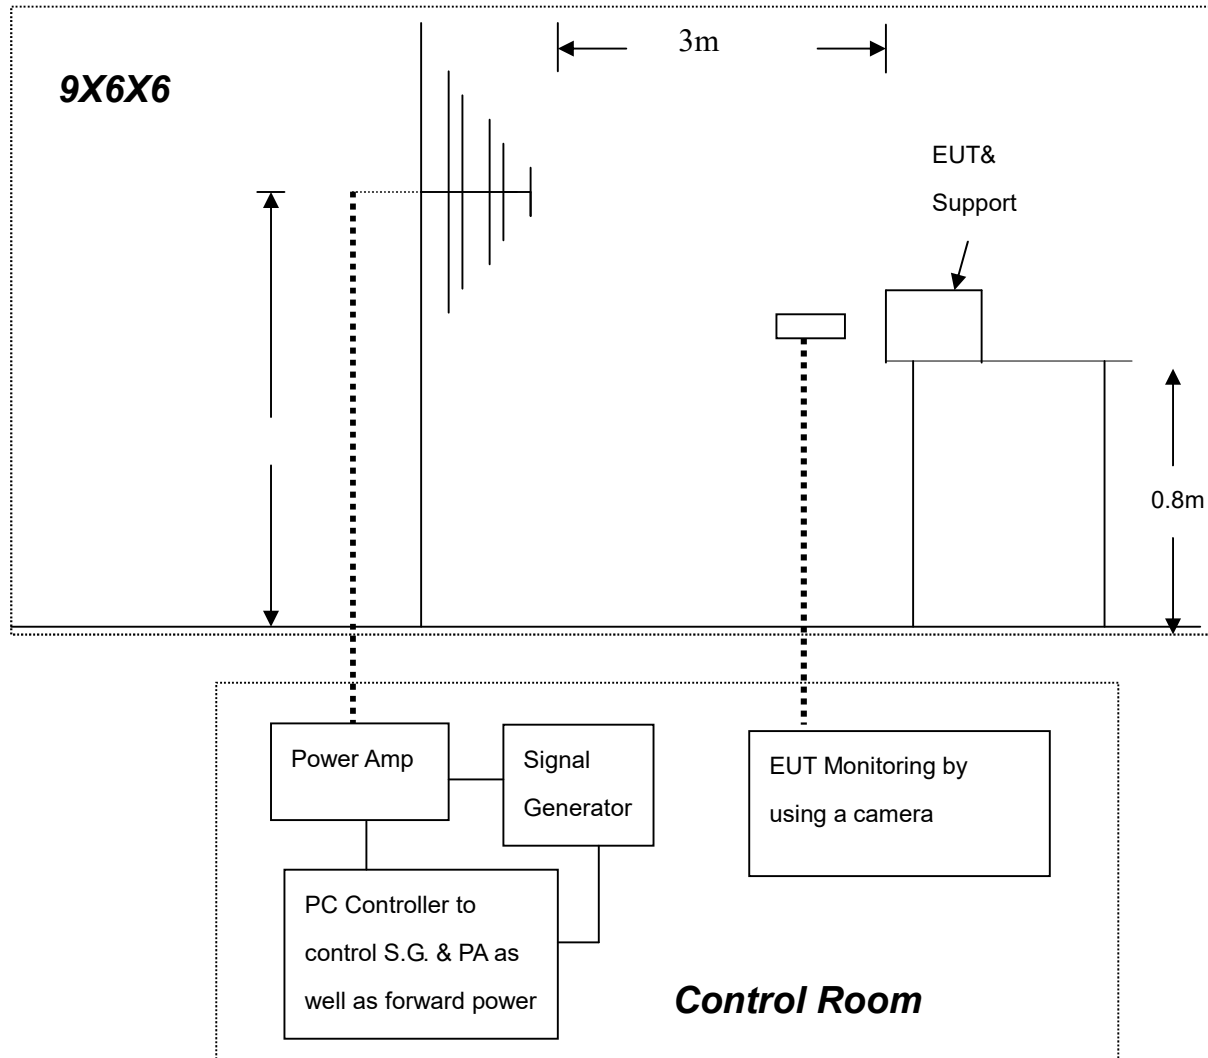 3m
9X6X6
EUT&
Support
0.8m
Power Amp
Signal
Generator
EUT Monitoring by
using a camera
PC Controller to
control S.G. & PA as
well as forward power
Control Room